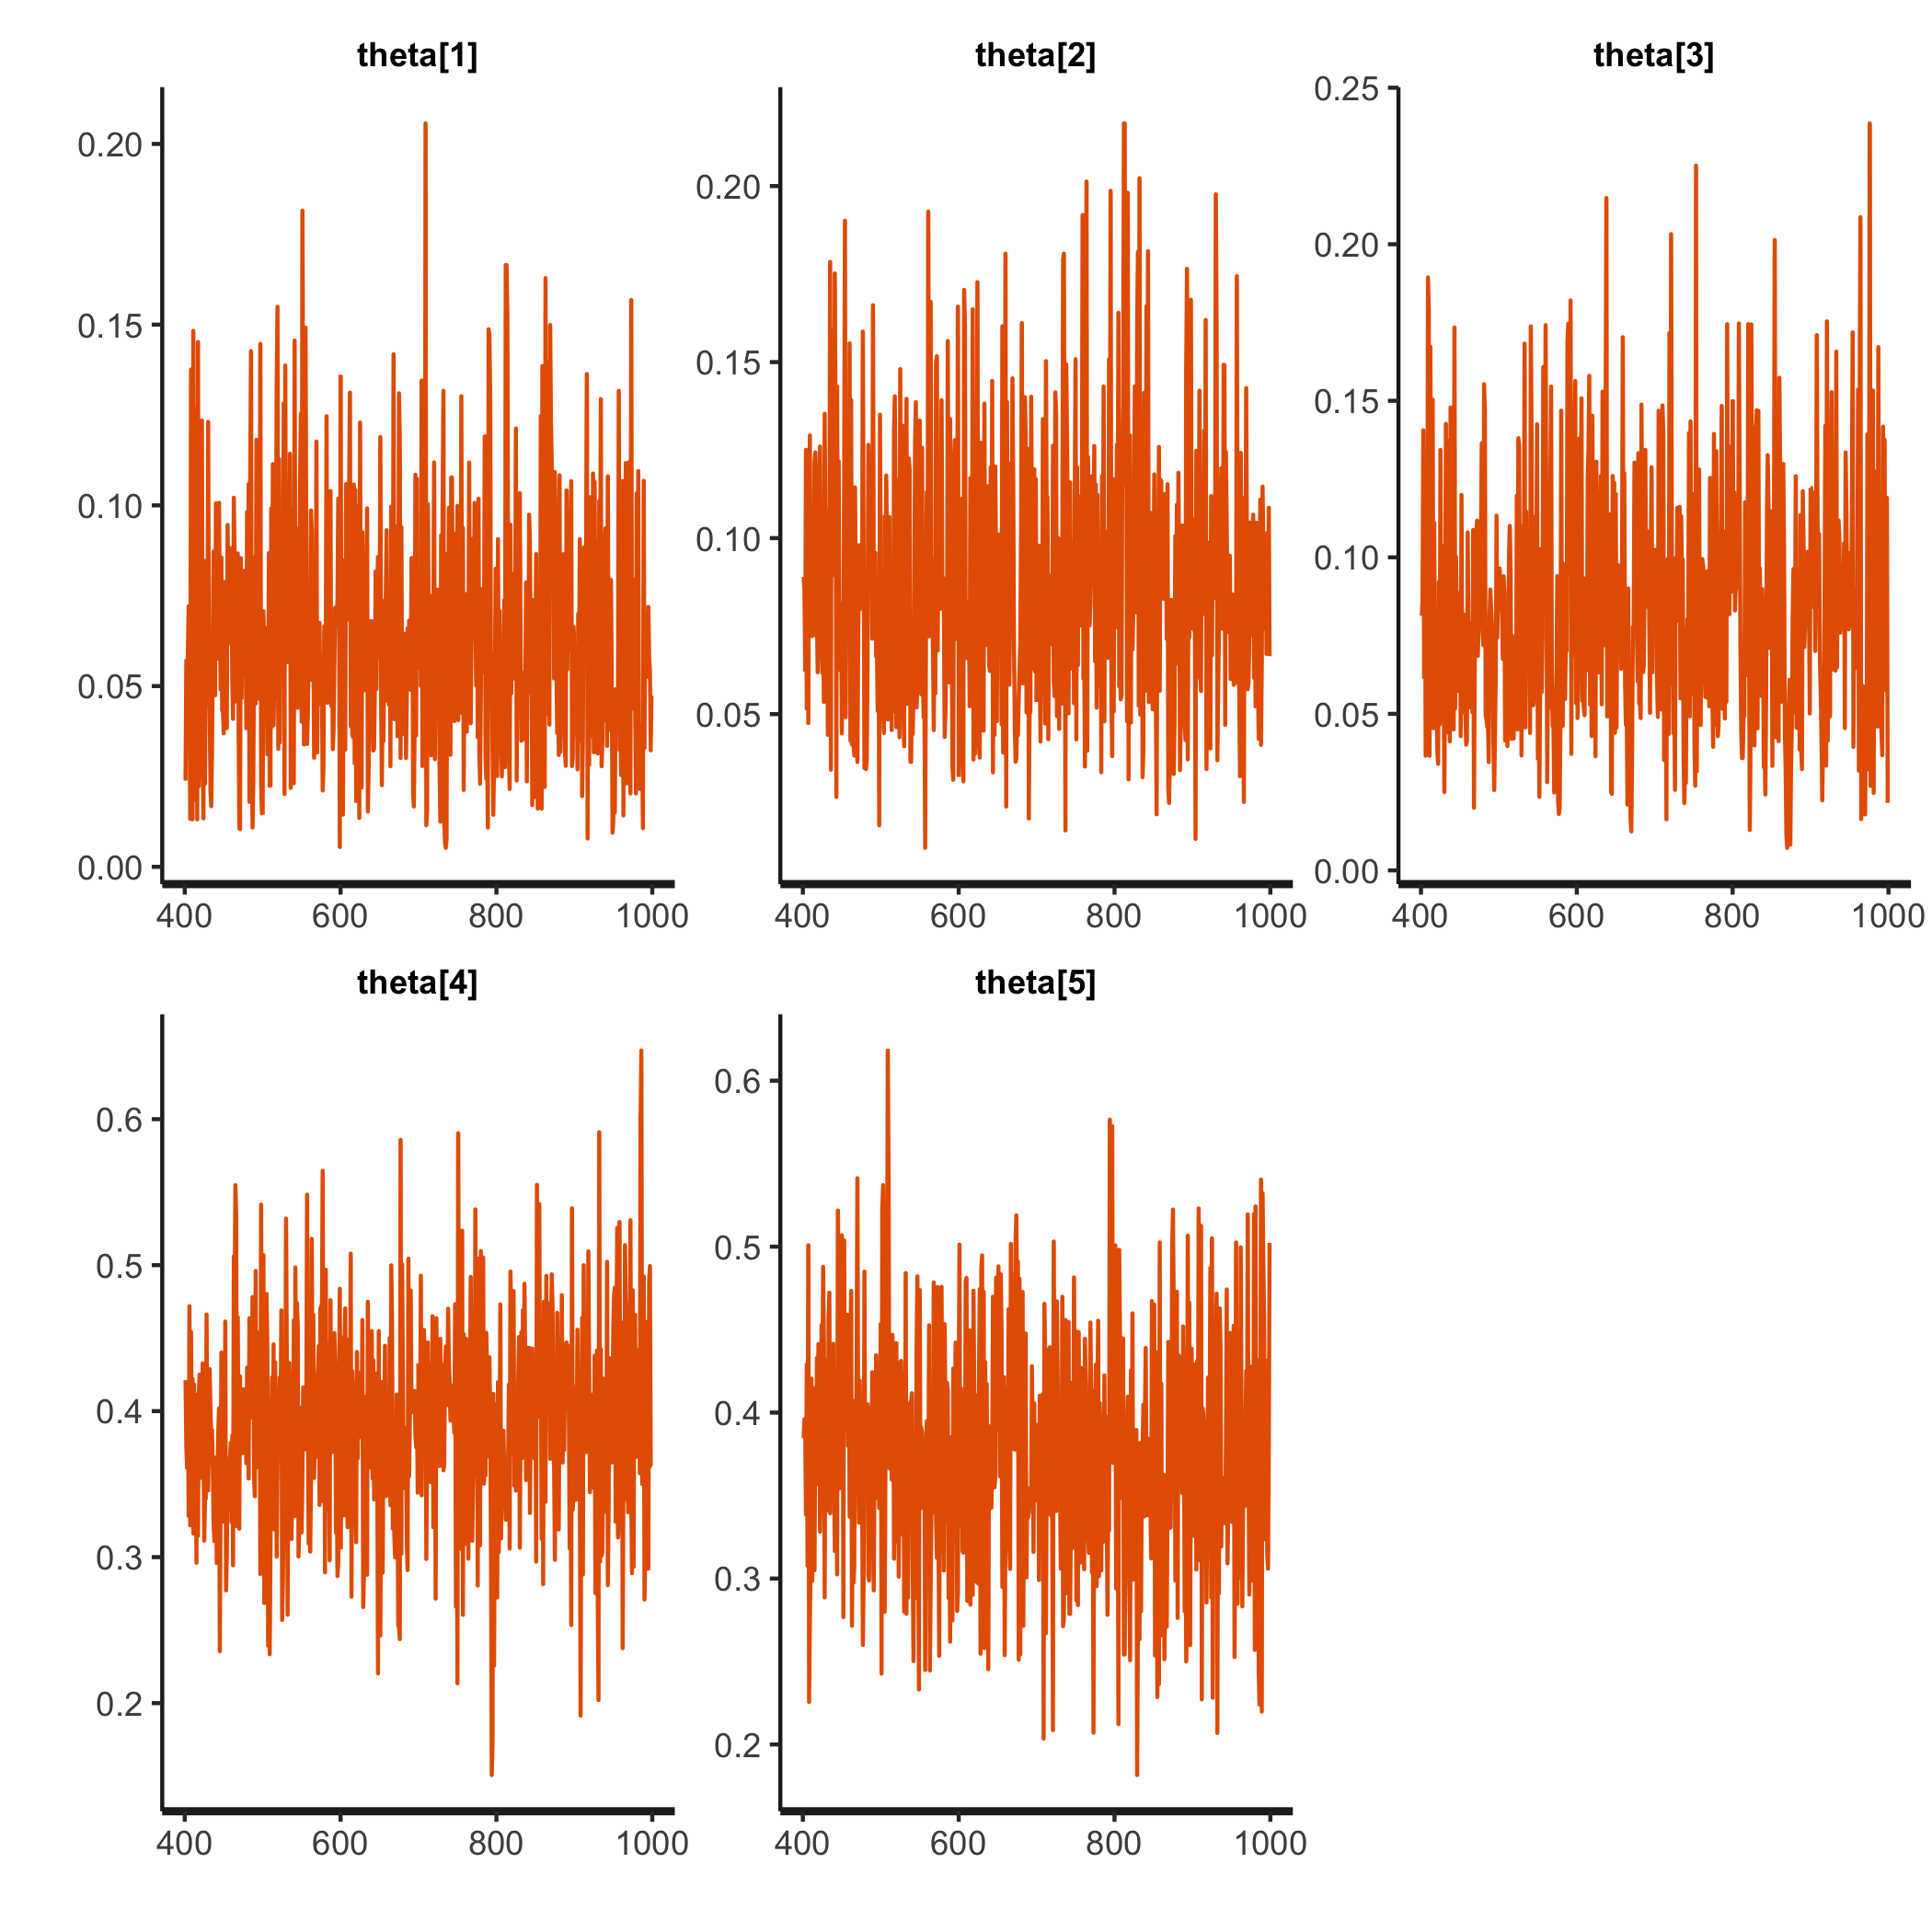 theta[1] theta[2] theta[3]
0.25
0.20 0.20 0.20
0.15 0.15 0.15
0.10 0.10 0.10
0.05 0.05 0.05
0.00 0.00
400 600 800 1000 400 600 800 1000 400 600 800 1000
theta[4] theta[5]
0.6 0.6
0.5 0.5
0.4 0.4
0.3 0.3
0.2 0.2
400 600 800 1000 400 600 800 1000